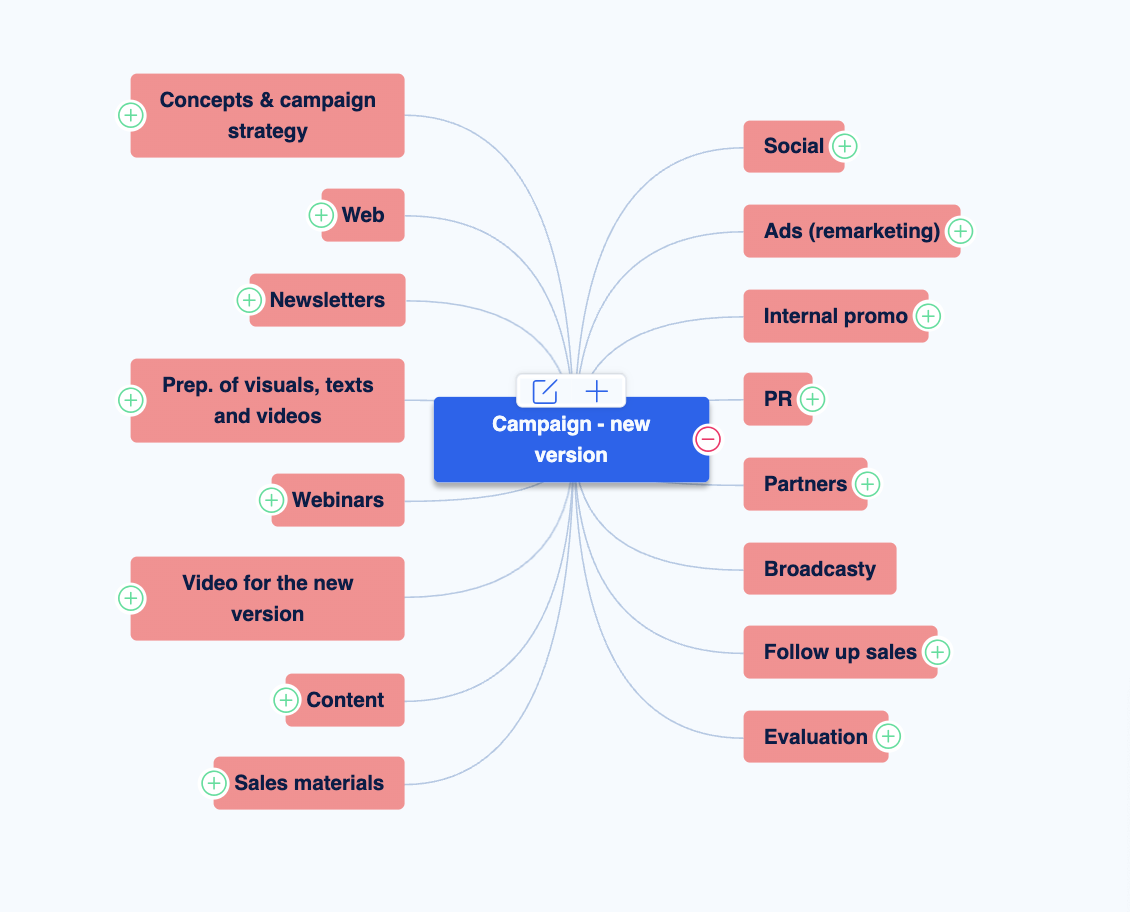 Concepts & campaign
strategy
Web
Newsletters
Prep. of visuals, texts
and videos
Webinars
Video for the new
version
Content
Sales materials
Campaign - new
version
Social
Ads (remarketing)
Internal promo
PR
Partners
Broadcasty
Follow up sales
Evaluation